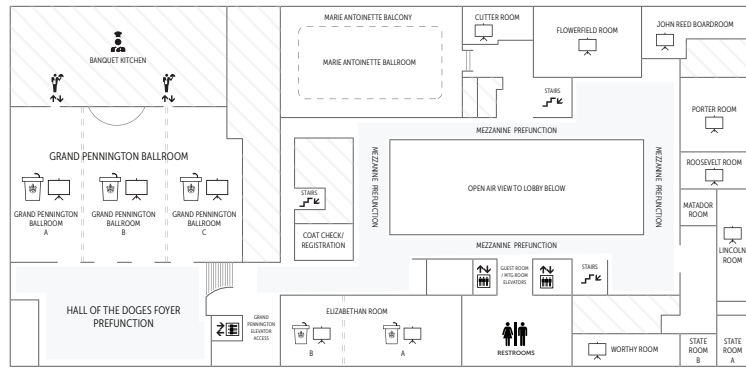 MARIE ANTOINETTE BALCONY
CUTTER ROOM
FLOWERFIELD ROOM
JOHN REED BOARDROOM
BANQUET KITCHEN
MARIE ANTOINETTE BALLROOM
STAIRS
PORTER ROOM
MEZZANINE PREFUNCTION
GRAND PENNINGTON BALLROOM
MEZZANINE PREFUNCTION
MEZZANINE PREFUNCTION
ROOSEVELT ROOM
OPEN AIR VIEW TO LOBBY BELOW
STAIRS
MATADOR
ROOM
GRAND PENNINGTON
BALLROOM
A
GRAND PENNINGTON
BALLROOM
B
GRAND PENNINGTON
BALLROOM
C
COAT CHECK/
REGISTRATION
MEZZANINE PREFUNCTION
LINCOLN
ROOM
GUEST ROOM
/ MTG ROOM
ELEVATORS
STAIRS
HALL OF THE DOGES FOYER
PREFUNCTION
GRAND
PENNINGTON
ELEVATOR
ACCESS
ELIZABETHAN ROOM
B
A
RESTROOMS
WORTHY ROOM
STATE
ROOM
B
STATE
ROOM
A